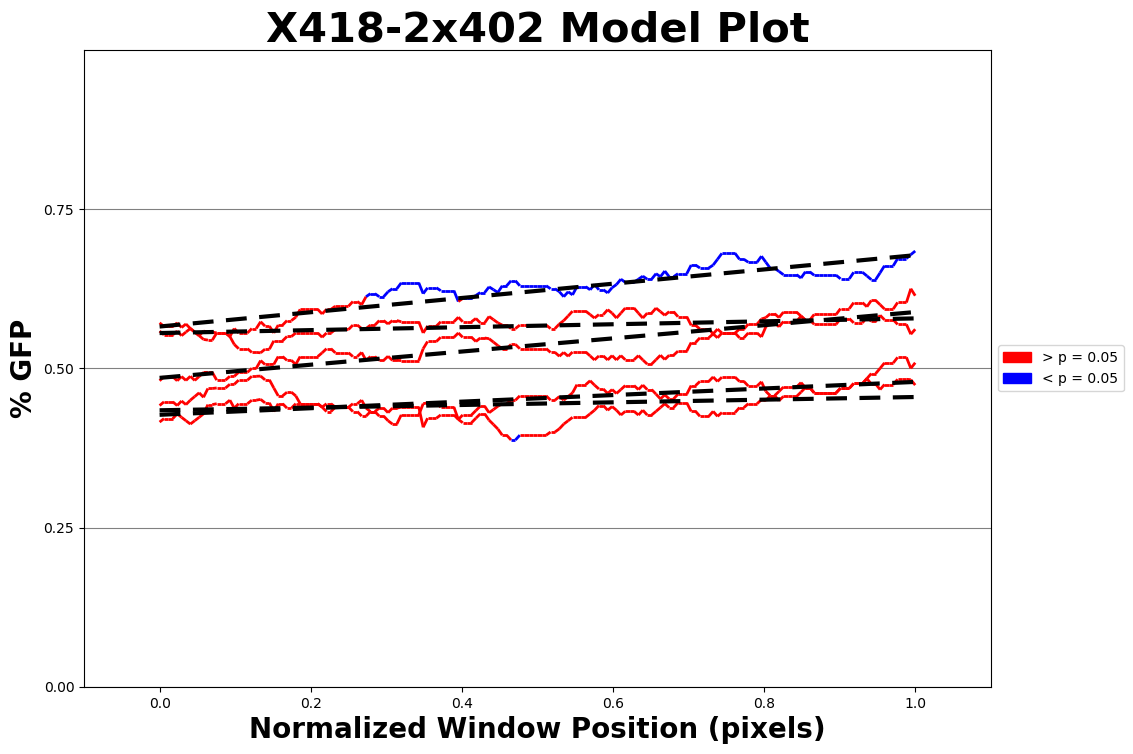 X418-2x402 Model Plot
% GFP
0.75
0.50
0.25
0.00
0.0 0.2 0.4 0.6 0.8 1.0
Normalized Window Position (pixels)
> p = 0.05
< p = 0.05